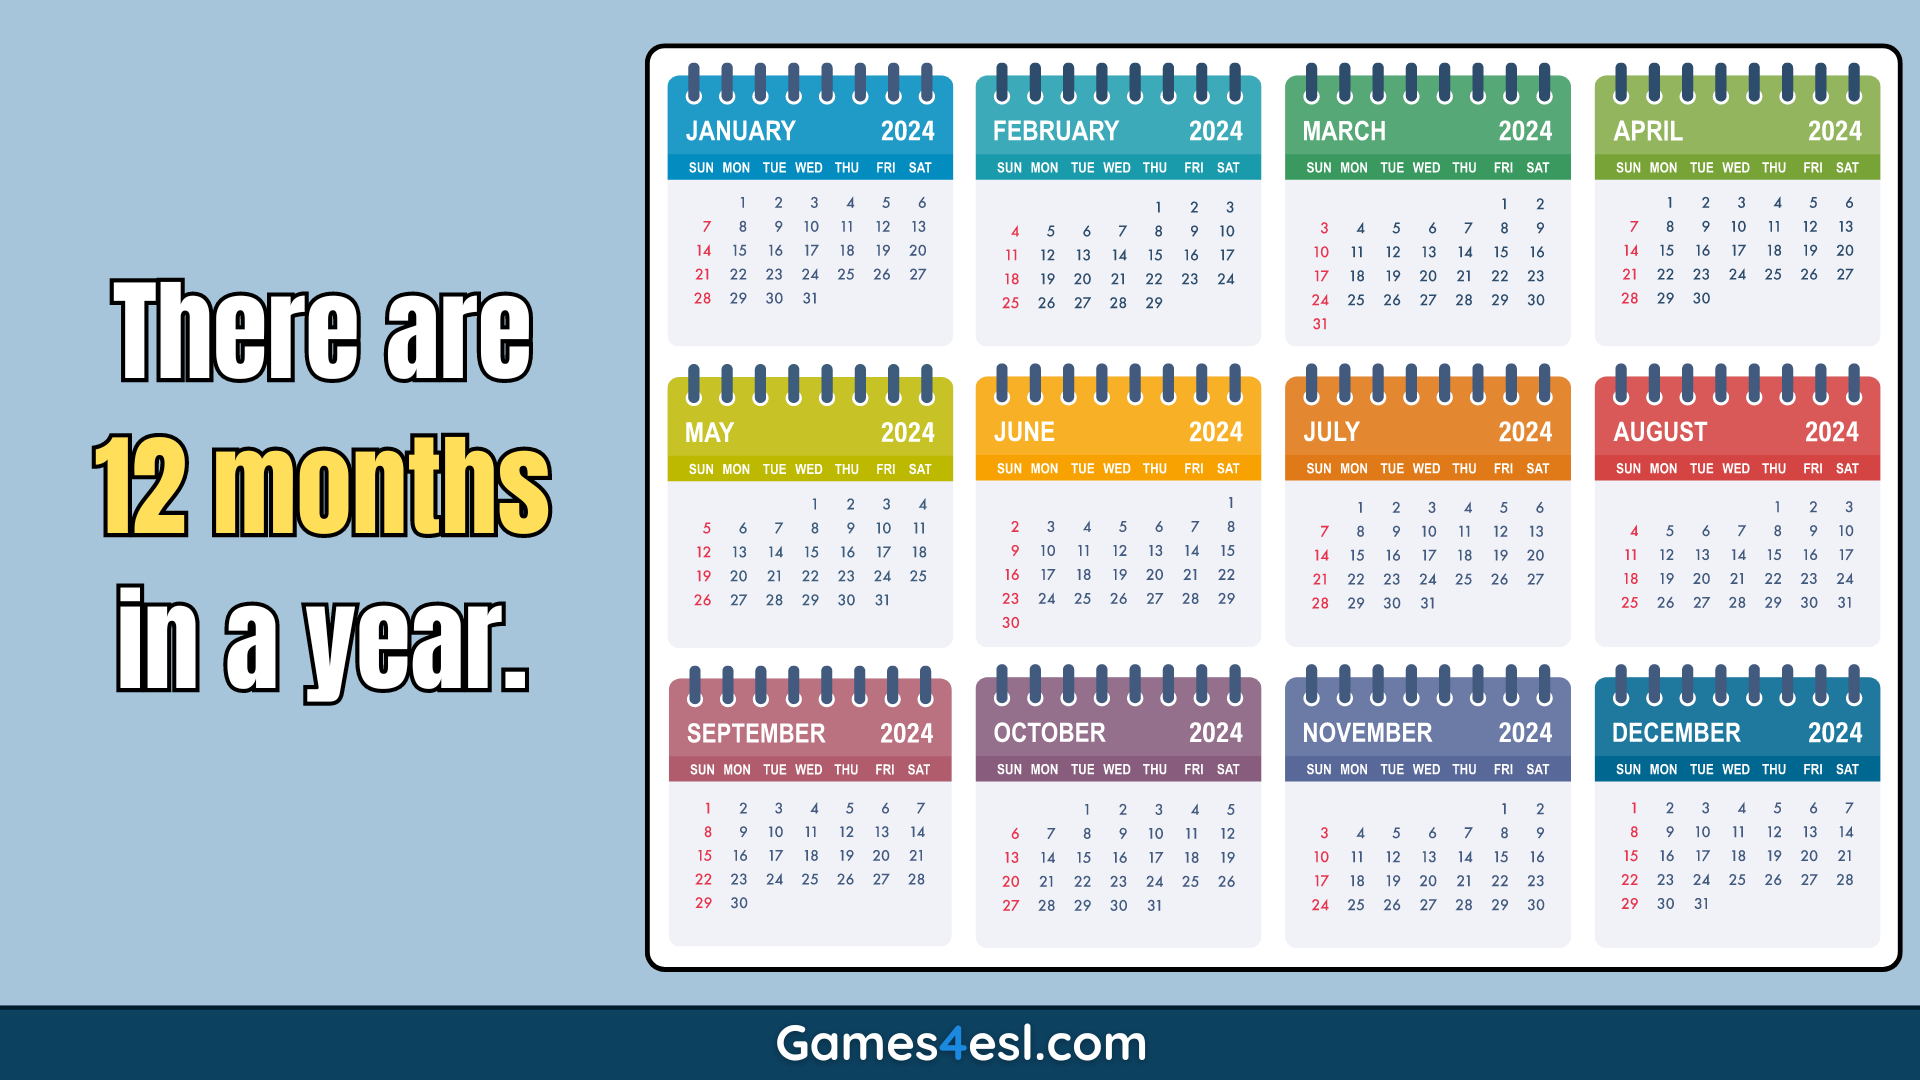 There are
12 months
in a year.
JANUARY 2024
SUN MON TUE WED THU FRI SAT
1 2 3 4 5 6
7 8 9 10 11 12 13
14 15 16 17 18 19 20
21 22 23 24 25 26 27
28 29 30 31
FEBRUARY 2024
SUN MON TUE WED THU FRI SAT
1 2 3
4 5 6 7 8 9 10
11 12 13 14 15 16 17
18 19 20 21 22 23 24
25 26 27 28 29
MARCH 2024
SUN MON TUE WED THU FRI SAT
1 2
3 4 5 6 7 8 9
10 11 12 13 14 15 16
17 18 19 20 21 22 23
24 25 26 27 28 29 30
31
APRIL 2024
SUN MON TUE WED THU FRI SAT
1 2 3 4 5 6
7 8 9 10 11 12 13
14 15 16 17 18 19 20
21 22 23 24 25 26 27
28 29 30
MAY 2024
SUN MON TUE WED THU FRI SAT
1 2 3 4
5 6 7 8 9 10 11
12 13 14 15 16 17 18
19 20 21 22 23 24 25
26 27 28 29 30 31
JUNE 2024
SUN MON TUE WED THU FRI SAT
1
2 3 4 5 6 7 8
9 10 11 12 13 14 15
16 17 18 19 20 21 22
23 24 25 26 27 28 29
30
JULY 2024
SUN MON TUE WED THU FRI SAT
1 2 3 4 5 6
7 8 9 10 11 12 13
14 15 16 17 18 19 20
21 22 23 24 25 26 27
28 29 30 31
AUGUST 2024
SUN MON TUE WED THU FRI SAT
1 2 3
4 5 6 7 8 9 10
11 12 13 14 15 16 17
18 19 20 21 22 23 24
25 26 27 28 29 30 31
SEPTEMBER 2024
SUN MON TUE WED THU FRI SAT
1 2 3 4 5 6 7
8 9 10 11 12 13 14
15 16 17 18 19 20 21
22 23 24 25 26 27 28
29 30
OCTOBER 2024
SUN MON TUE WED THU FRI SAT
1 2 3 4 5
6 7 8 9 10 11 12
13 14 15 16 17 18 19
20 21 22 23 24 25 26
27 28 29 30 31
NOVEMBER 2024
SUN MON TUE WED THU FRI SAT
1 2
3 4 5 6 7 8 9
10 11 12 13 14 15 16
17 18 19 20 21 22 23
24 25 26 27 28 29 30
DECEMBER 2024
SUN MON TUE WED THU FRI SAT
1 2 3 4 5 6 7
8 9 10 11 12 13 14
15 16 17 18 19 20 21
22 23 24 25 26 27 28
29 30 31
Games4esl.com